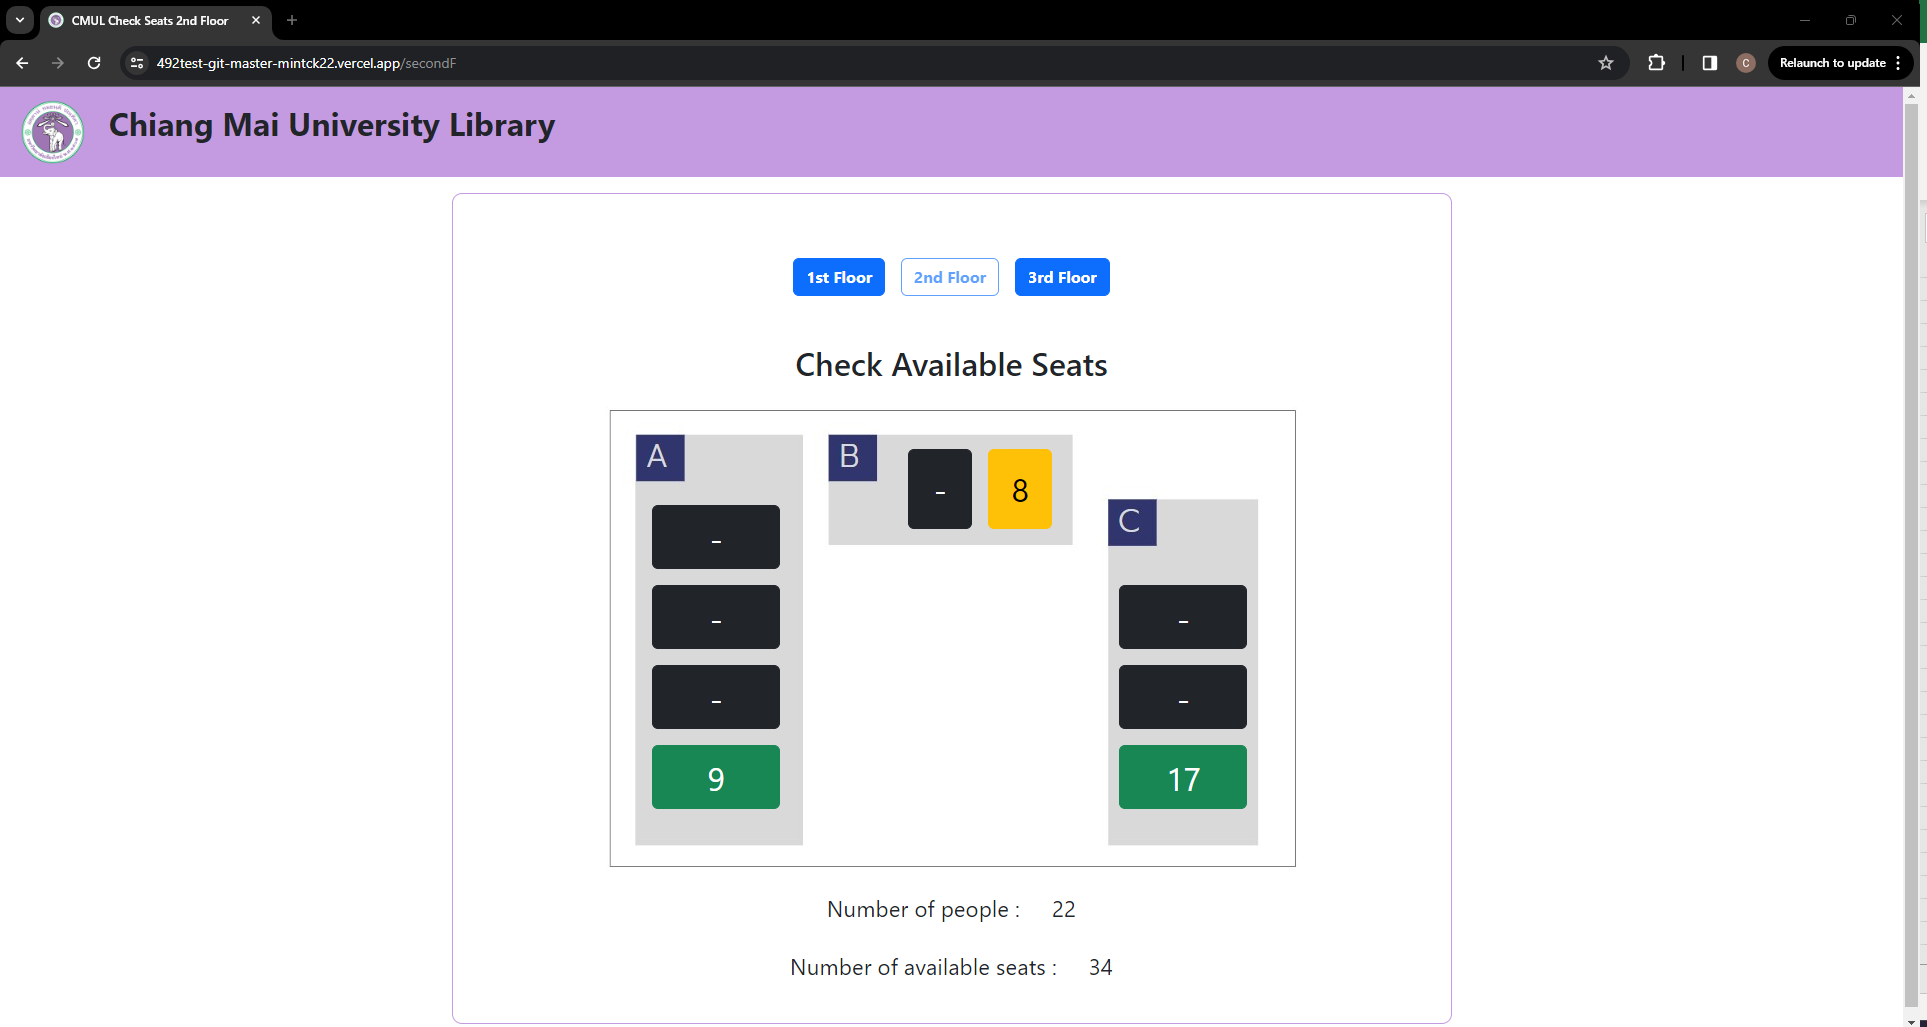 CMUL Check Seats 2nd Floor
492test-git-master-mintck22.vercel.app/secondF
C
Relaunch to update
Chiang Mai University Library
1st Floor 2nd Floor 3rd Floor
Check Available Seats
A
B
- 8
C
-
-
-
-
-
9
17
Number of people : 22
Number of available seats : 34